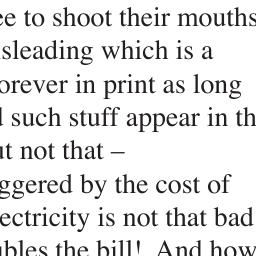 ee to shoot their mouths
sleading which is a
orever in print as long
d such stuff appear in th
ut not that –
ggered by the cost of
ectricity is not that bad
bles the bill! And how